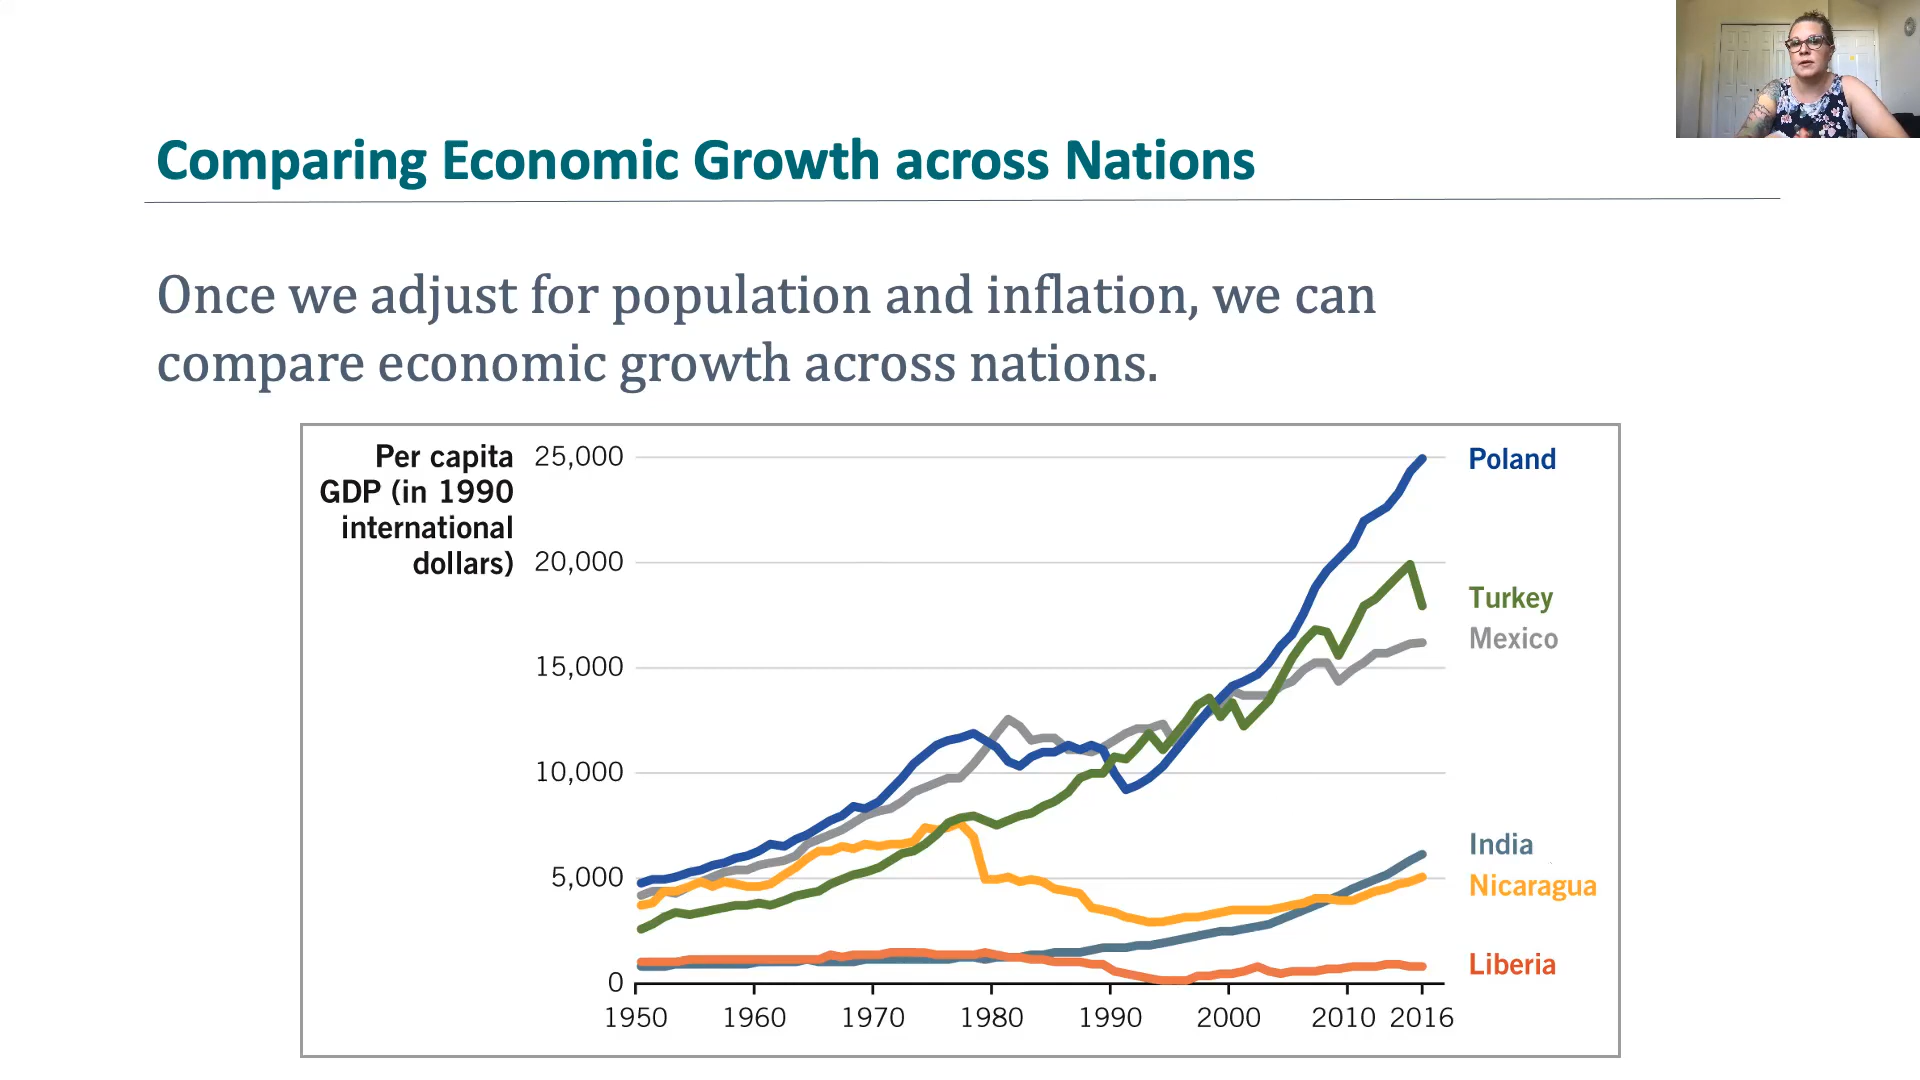 Comparing Economic Growth across Nations
Once we adjust for population and inflation, we can
compare economic growth across nations.
Per capita
GDP (in 1990
international
dollars)
25,000
20,000
15,000
10,000
5,000
0
1950 1960 1970 1980 1990 2000 2010 2016
Poland
Turkey
Mexico
India
Nicaragua
Liberia